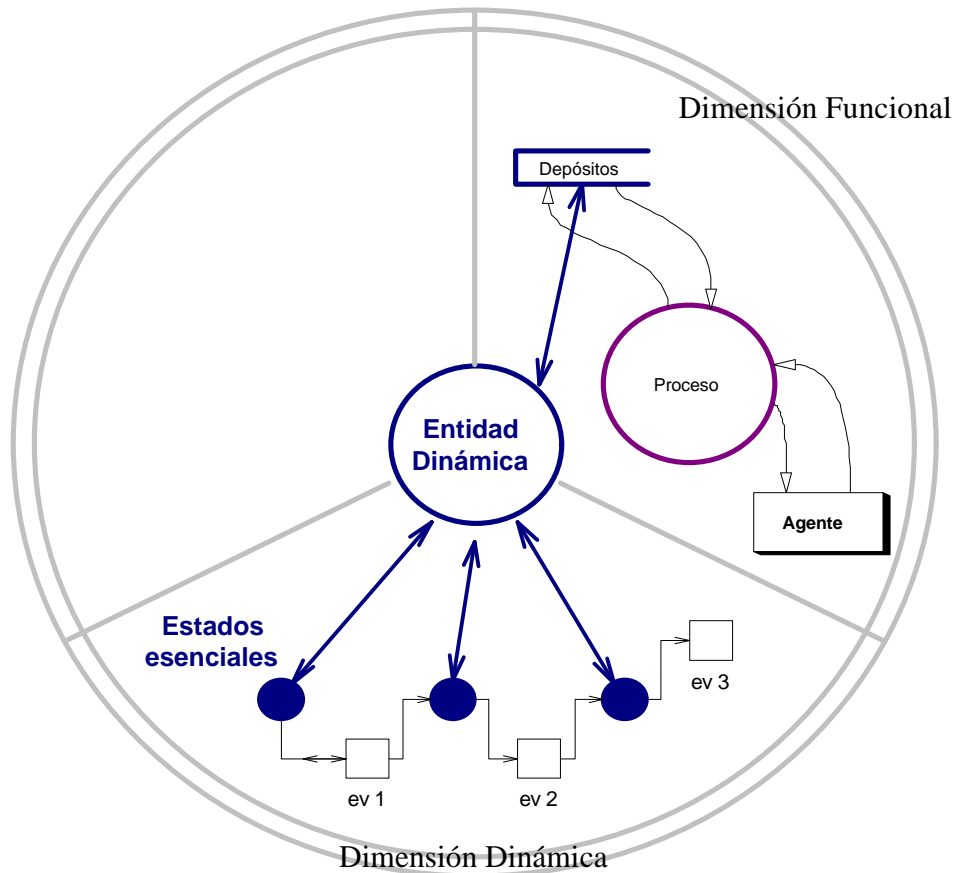 Dimensión Funcional
Depósitos
Proceso
Entidad
Dinámica
Agente
Estados
esenciales
ev 3
ev 1
ev 2
Dimensión Dinámica